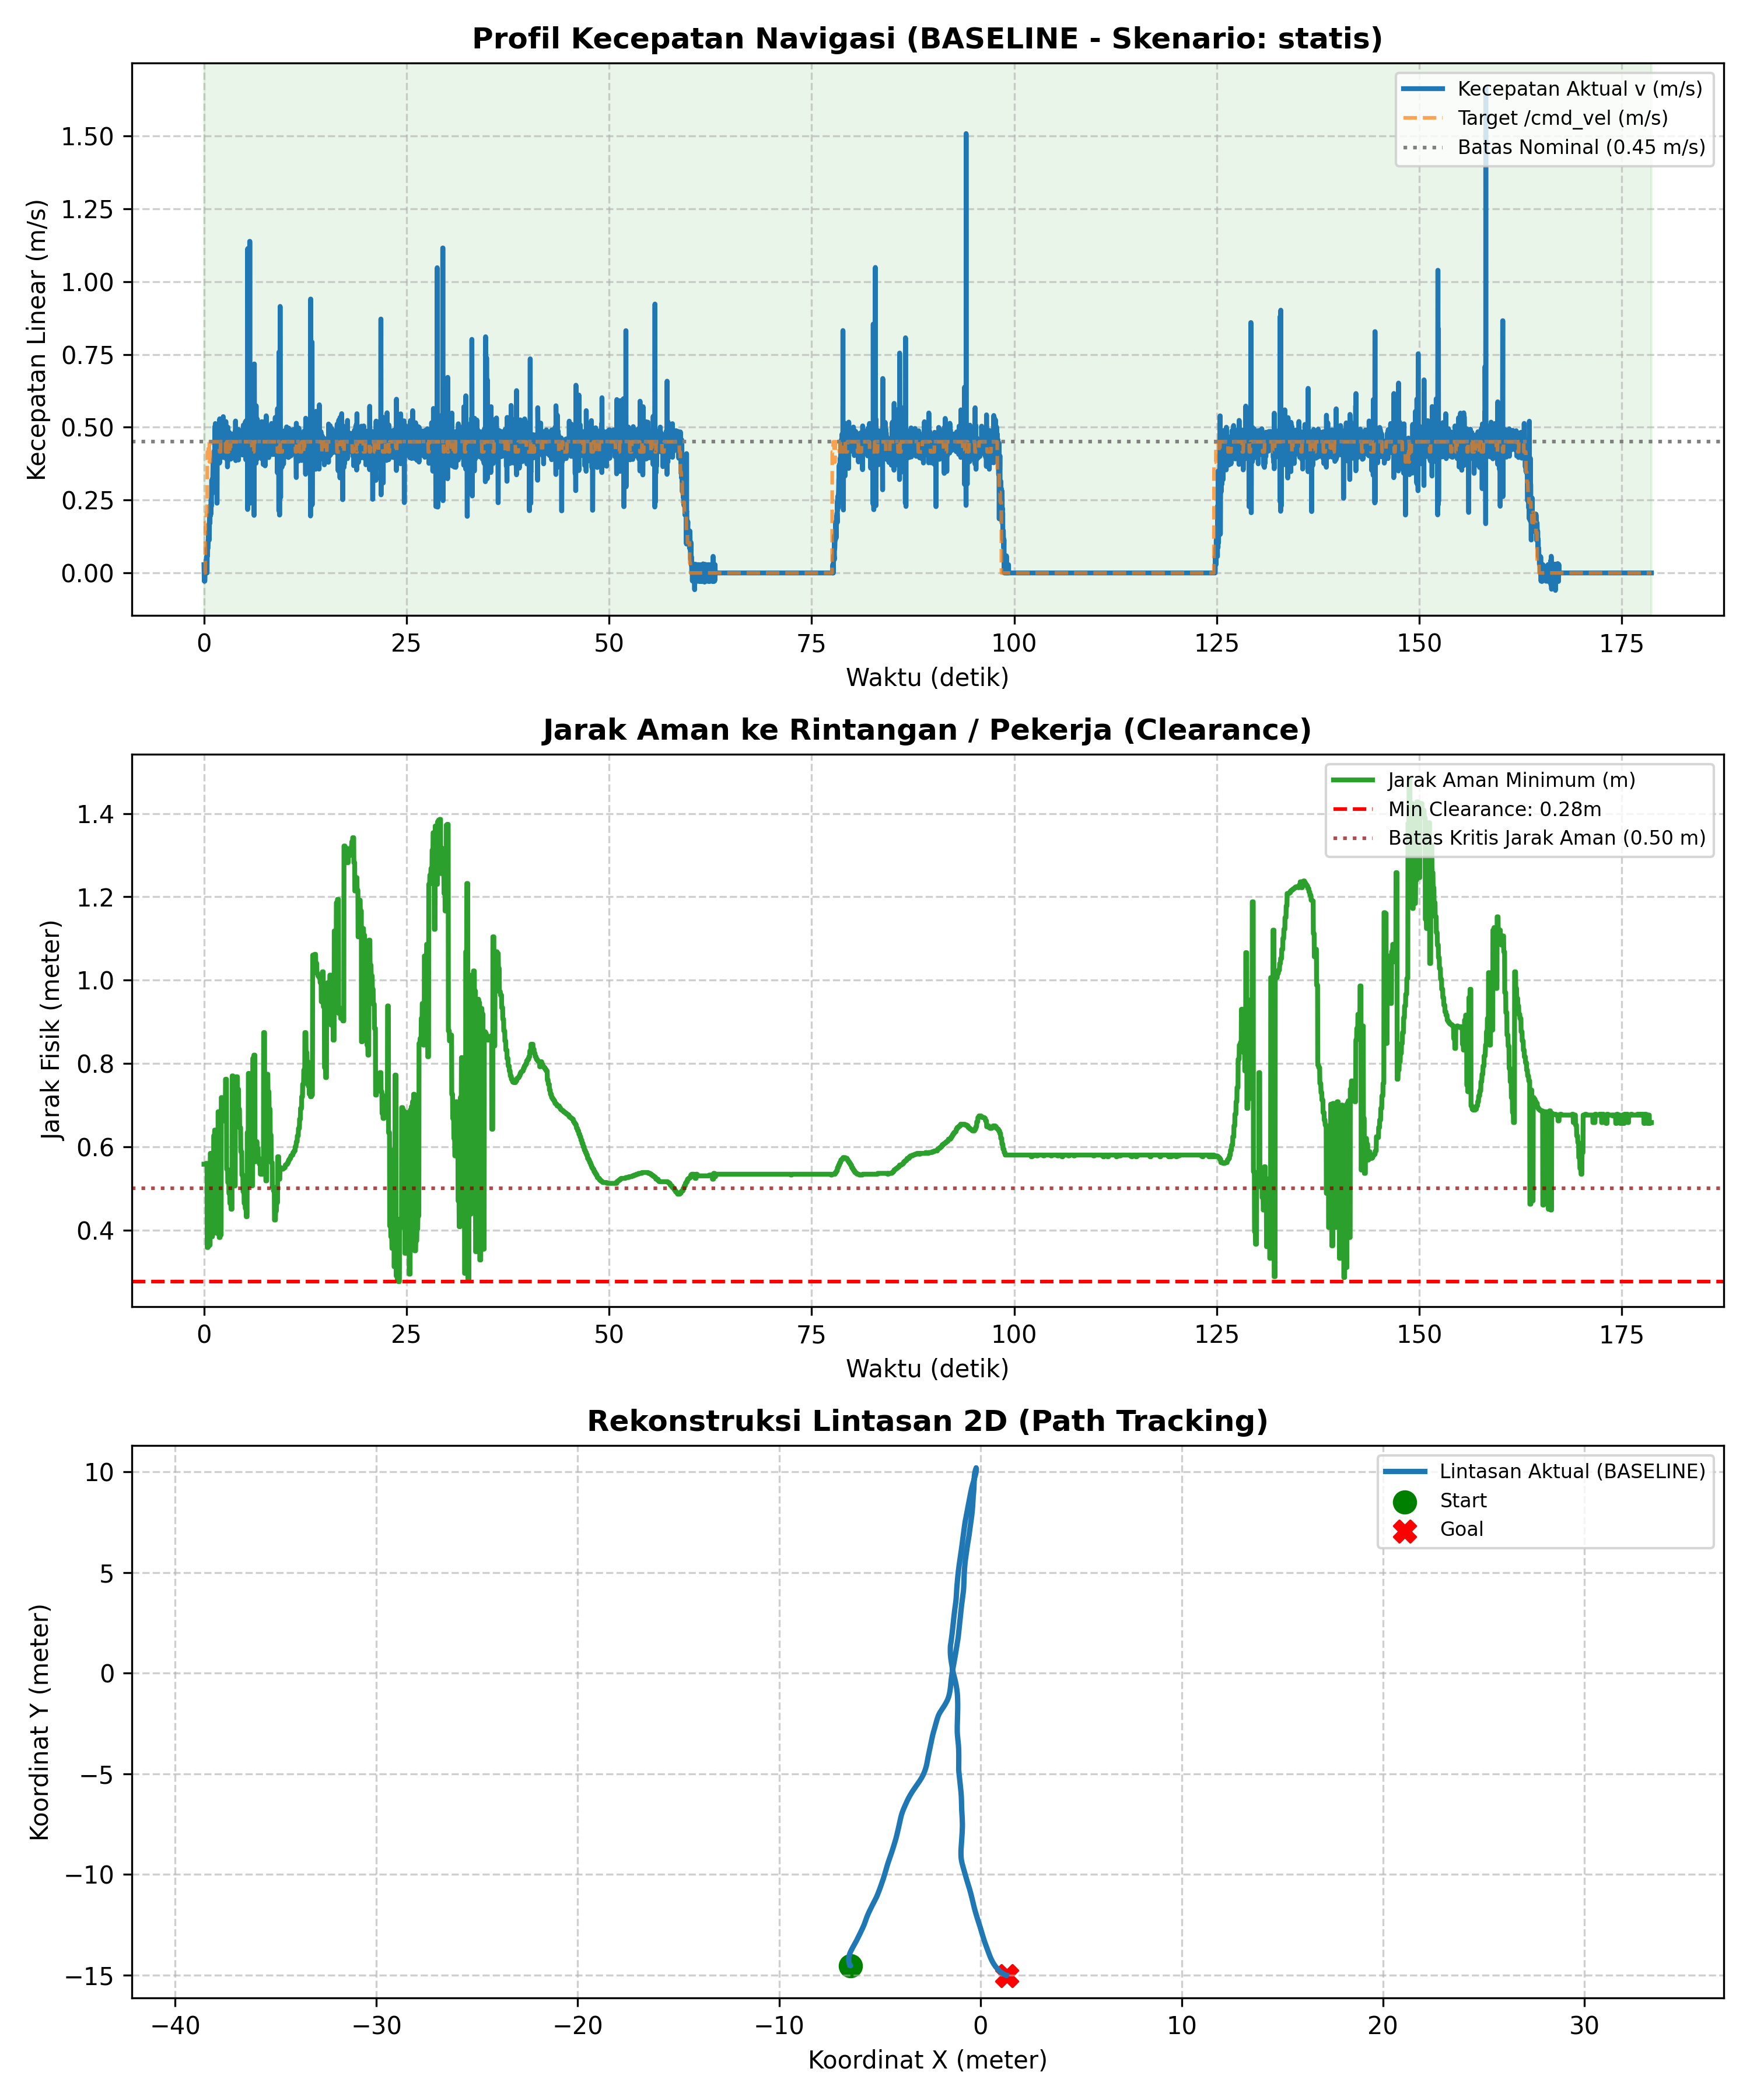 Profil Kecepatan Navigasi (BASELINE - Skenario: statis)
Kecepatan Linear (m/s)
1.50
1.25
1.00
0.75
0.50
0.25
0.00
Kecepatan Aktual v (m/s)
Target /cmd_vel (m/s)
Batas Nominal (0.45 m/s)
0 25 50 75 100 125 150 175
Waktu (detik)
Jarak Aman ke Rintangan / Pekerja (Clearance)
Jarak Fisik (meter)
1.4
1.2
1.0
0.8
0.6
0.4
Jarak Aman Minimum (m)
Min Clearance: 0.28m
Batas Kritis Jarak Aman (0.50 m)
0 25 50 75 100 125 150 175
Waktu (detik)
Rekonstruksi Lintasan 2D (Path Tracking)
Koordinat Y (meter)
10
5
0
−5
−10
−15
Lintasan Aktual (BASELINE)
Start
Goal
−40 −30 −20 −10 0 10 20 30
Koordinat X (meter)